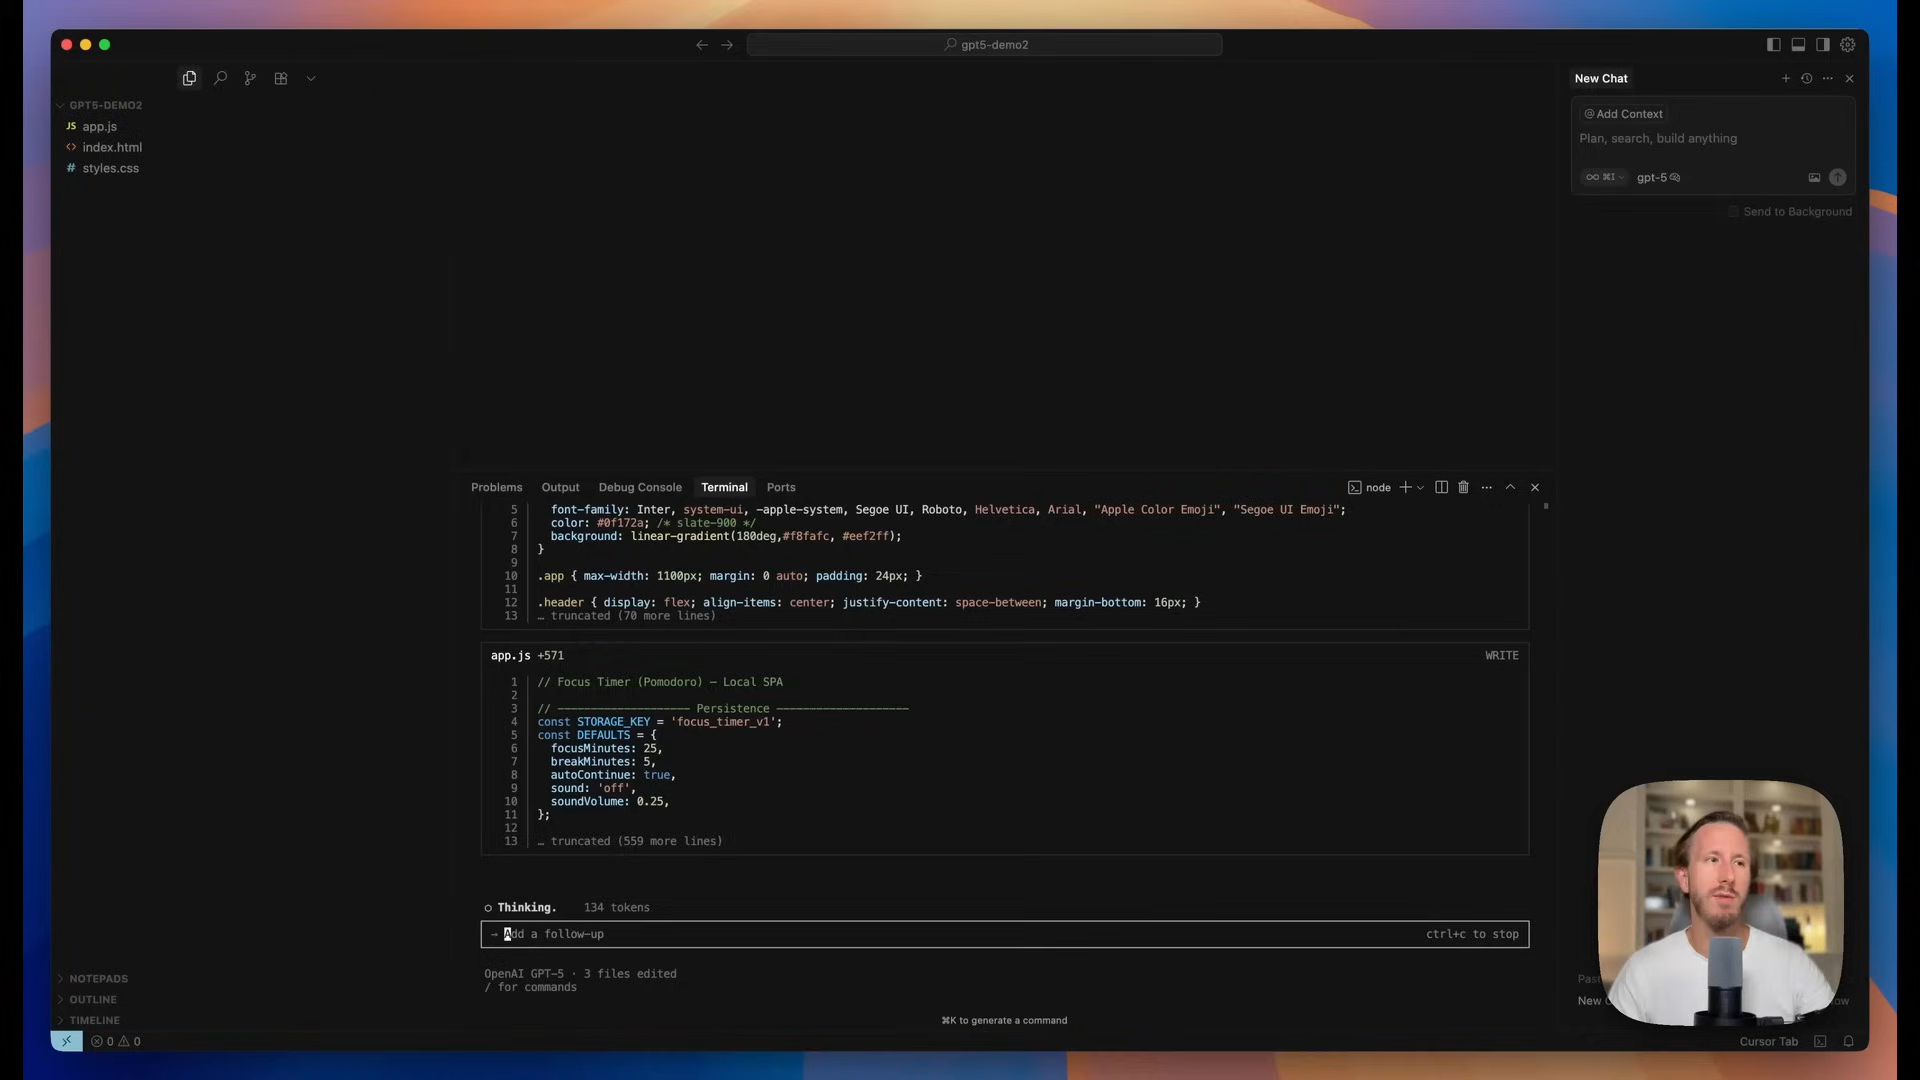 gpt5-demo2
GPT5-DEMO2
JS app.js
<> index.html
# styles.css
New Chat
@ Add Context
Plan, search, build anything
∞ ⌘I
gpt-5
Send to Background
Problems Output Debug Console Terminal Ports
node
5 font-family: Inter, system-ui, -apple-system, Segoe UI, Roboto, Helvetica, Arial, "Apple Color Emoji", "Segoe UI Emoji";
6 color: #0f172a; /* slate-900 */
7 background: linear-gradient(180deg,#f8fafc, #eef2ff);
8 }
9
10 .app { max-width: 1100px; margin: 0 auto; padding: 24px; }
11
12 .header { display: flex; align-items: center; justify-content: space-between; margin-bottom: 16px; }
13 … truncated (70 more lines)
app.js +571 WRITE
1 // Focus Timer (Pomodoro) — Local SPA
2
3 // ———————————————————— Persistence ————————————————————
4 const STORAGE_KEY = 'focus_timer_v1';
5 const DEFAULTS = {
6 focusMinutes: 25,
7 breakMinutes: 5,
8 autoContinue: true,
9 sound: 'off',
10 soundVolume: 0.25,
11 };
12
13 … truncated (559 more lines)
Thinking. 134 tokens
→ Add a follow-up ctrl+c to stop
OpenAI GPT-5 · 3 files edited
/ for commands
⌘K to generate a command
NOTEPADS
OUTLINE
TIMELINE
0 0
Pas
New
ow
Cursor Tab